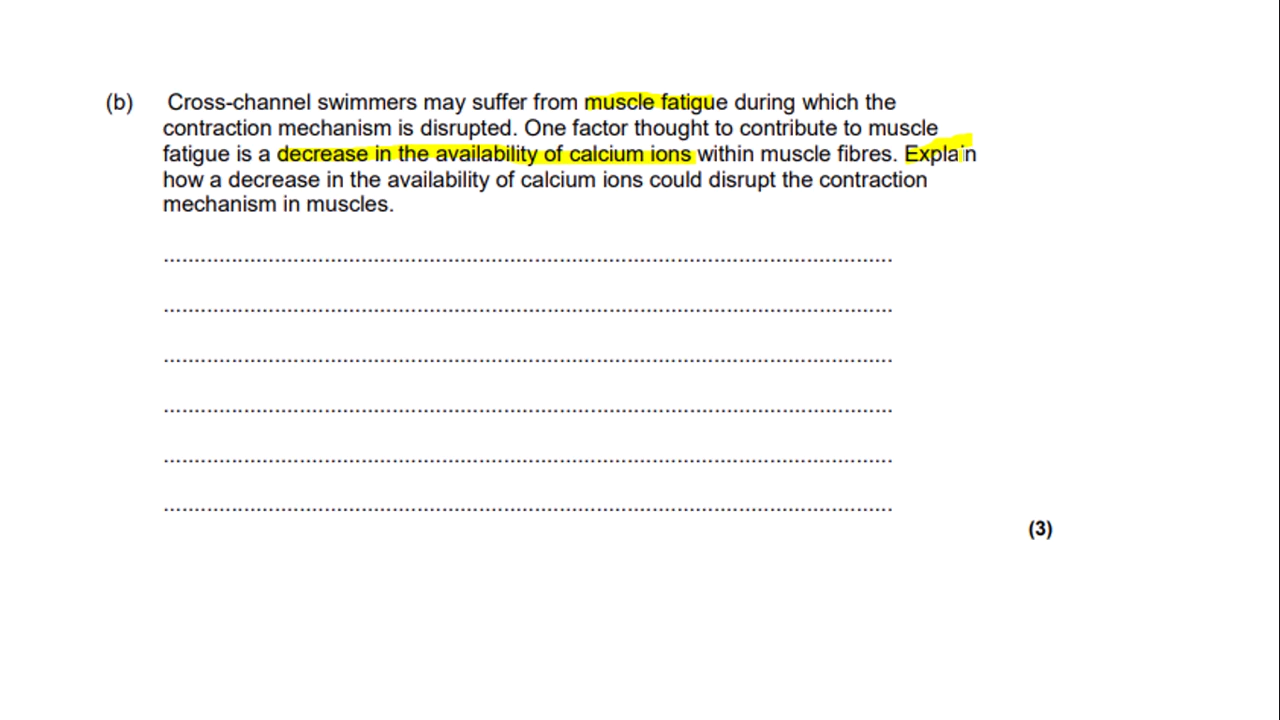 (b) Cross-channel swimmers may suffer from muscle fatigue during which the
contraction mechanism is disrupted. One factor thought to contribute to muscle
fatigue is a decrease in the availability of calcium ions within muscle fibres. Explain
how a decrease in the availability of calcium ions could disrupt the contraction
mechanism in muscles.
(3)